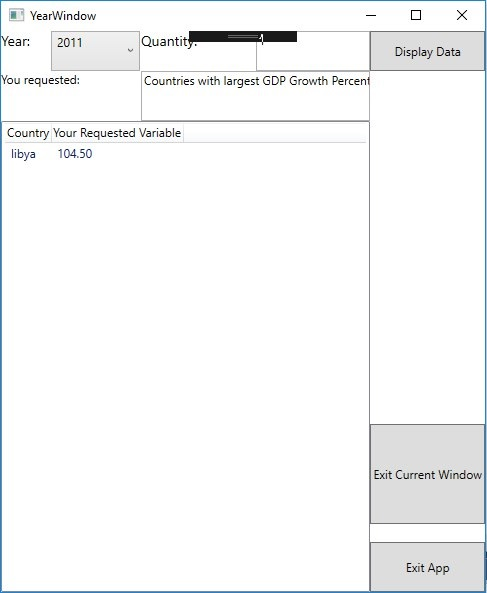 YearWindow
Year:
2011
Quantity:
Display Data
You requested:
Countries with largest GDP Growth Percent
Country Your Requested Variable
libya 104.50
Exit Current Window
Exit App